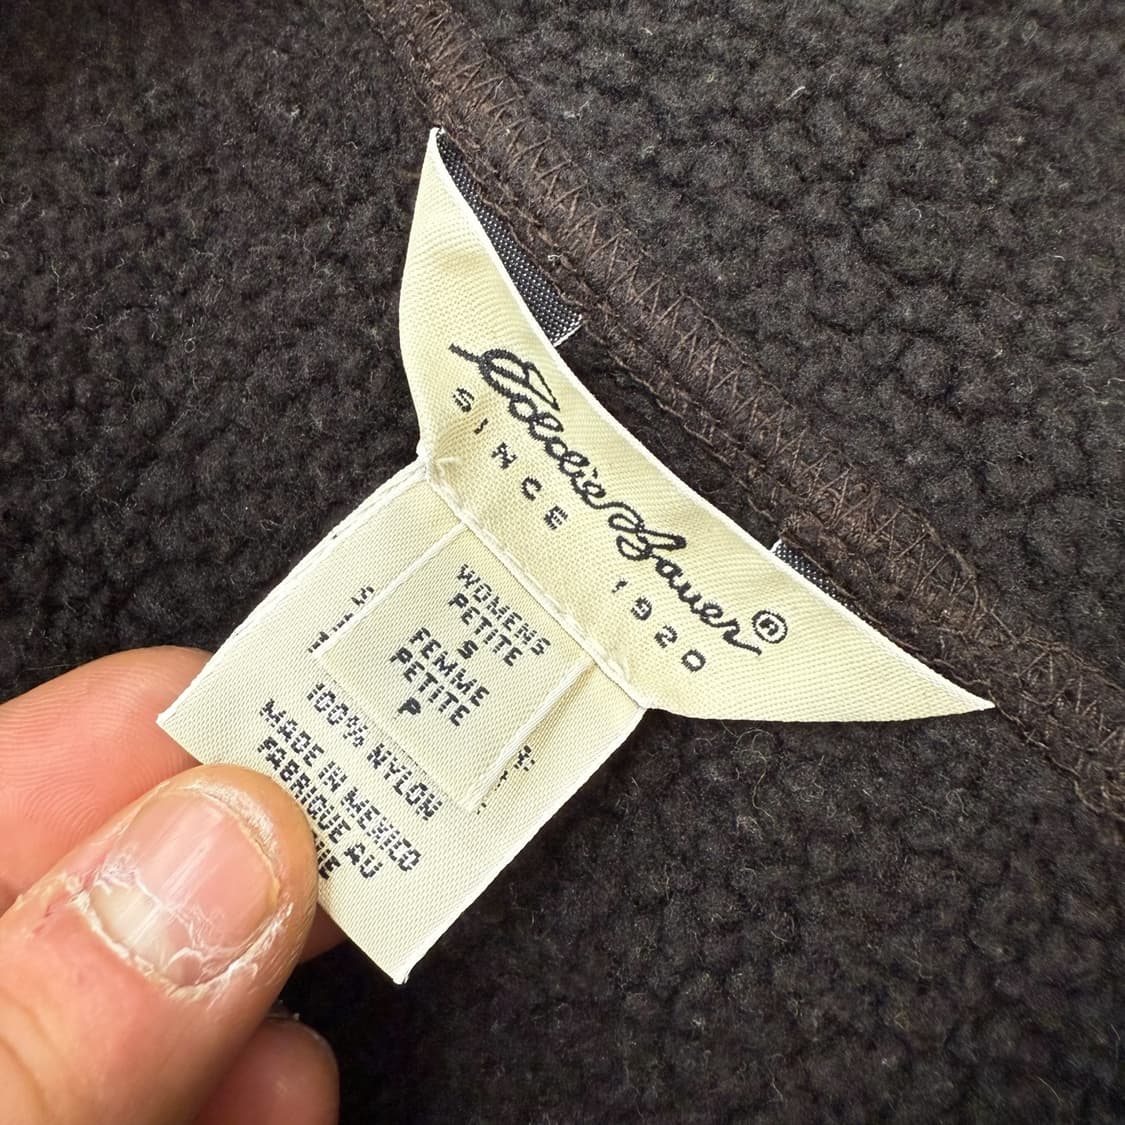 Eddie Bauer®
SINCE 1920
WOMENS
PETITE
S
FEMME
PETITE
P
100% NYLON
MADE IN MEXICO
FABRIQUE AU